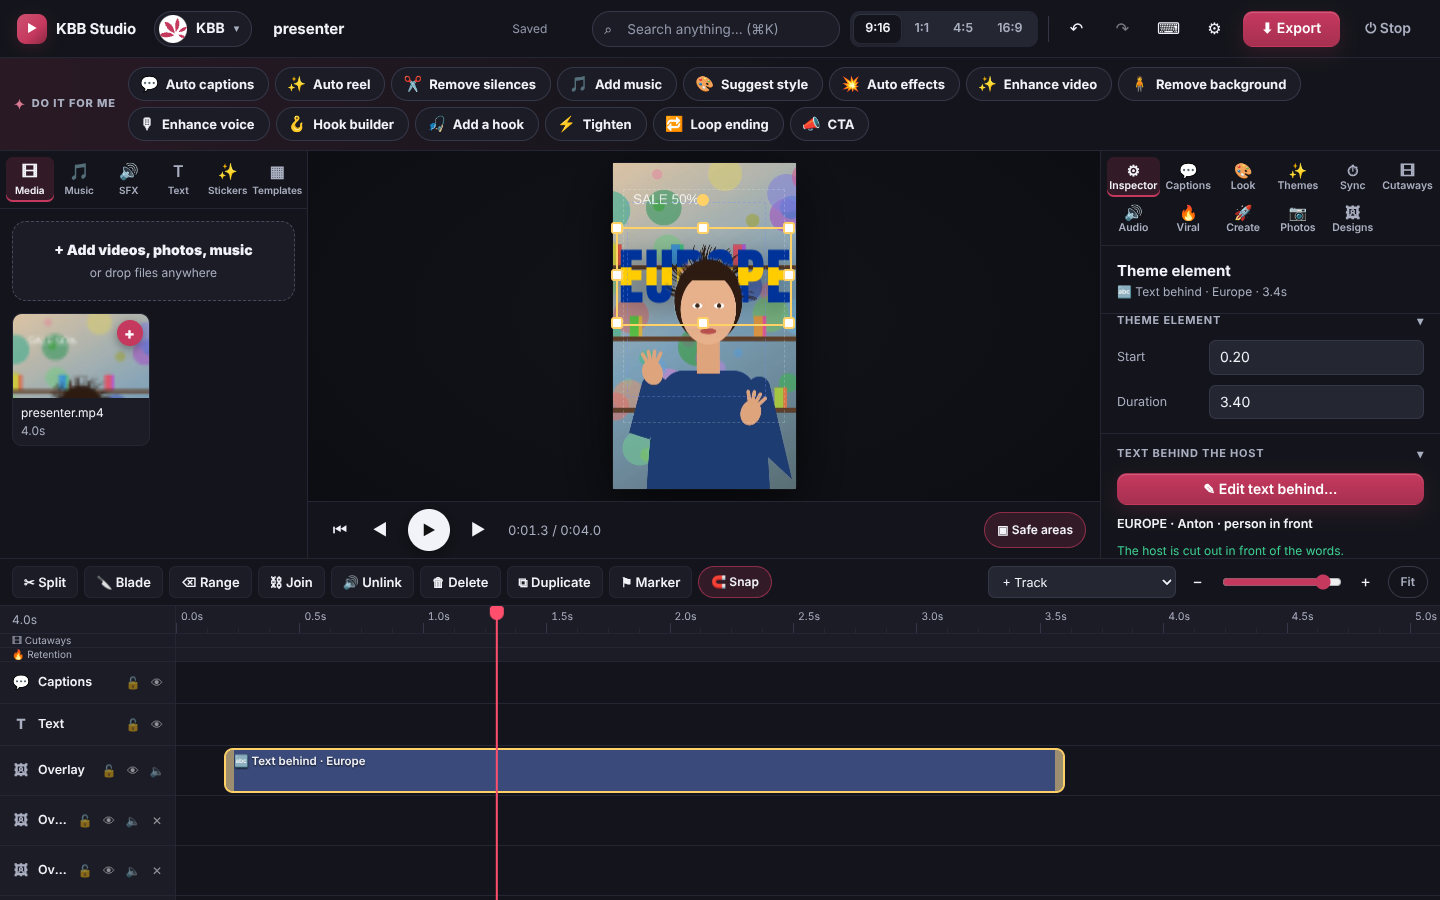 KBB Studio
KBB
presenter
Saved
Search anything... (⌘K)
9:16
1:1
4:5
16:9
Export
Stop
DO IT FOR ME
Auto captions
Auto reel
Remove silences
Add music
Suggest style
Auto effects
Enhance video
Remove background
Enhance voice
Hook builder
Add a hook
Tighten
Loop ending
CTA
Media
Music
SFX
T
Text
Stickers
Templates
+ Add videos, photos, music
or drop files anywhere
presenter.mp4
4.0s
SALE 50%
EUROPE
0:01.3 / 0:04.0
Safe areas
Inspector
Captions
Look
Themes
Sync
Cutaways
Audio
Viral
Create
Photos
Designs
Theme element
Text behind · Europe · 3.4s
THEME ELEMENT
Start
0.20
Duration
3.40
TEXT BEHIND THE HOST
Edit text behind...
EUROPE · Anton · person in front
The host is cut out in front of the words.
Split
Blade
Range
Join
Unlink
Delete
Duplicate
Marker
Snap
+ Track
Fit
4.0s
0.0s
0.5s
1.0s
1.5s
2.0s
2.5s
3.0s
3.5s
4.0s
4.5s
5.0s
Cutaways
Retention
Captions
T Text
Overlay
Text behind · Europe
Ov...
Ov...